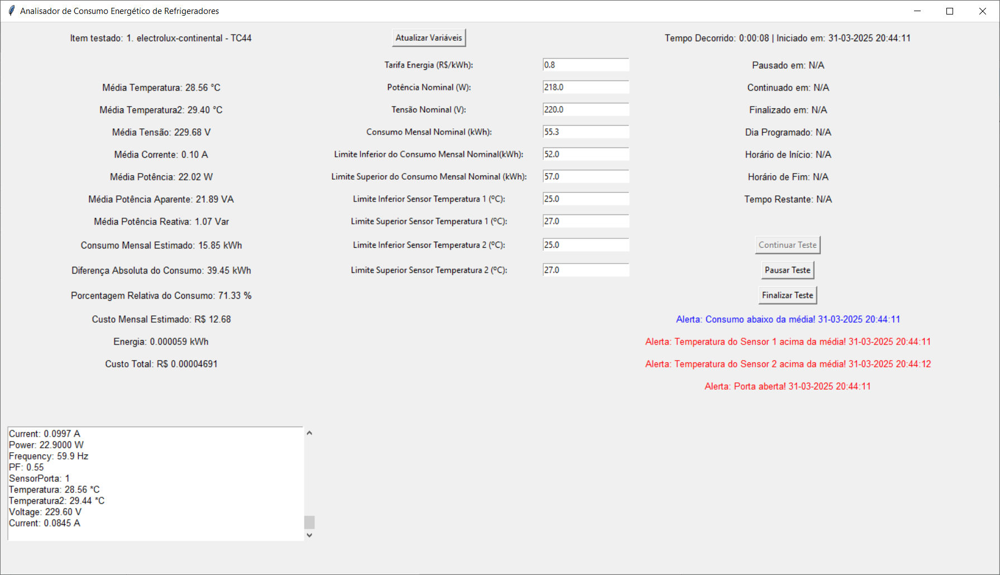 Analisador de Consumo Energético de Refrigeradores
Item testado: 1. electrolux-continental - TC44
Atualizar Variáveis
Tempo Decorrido: 0:00:08 | Iniciado em: 31-03-2025 20:44:11
Tarifa Energia (R$/kWh):
0.8
Pausado em: N/A
Média Temperatura: 28.56 °C
Potência Nominal (W):
218.0
Continuado em: N/A
Média Temperatura2: 29.40 °C
Tensão Nominal (V):
220.0
Finalizado em: N/A
Média Tensão: 229.68 V
Consumo Mensal Nominal (kWh):
55.3
Dia Programado: N/A
Média Corrente: 0.10 A
Limite Inferior do Consumo Mensal Nominal(kWh):
52.0
Horário de Início: N/A
Média Potência: 22.02 W
Limite Superior do Consumo Mensal Nominal (kWh):
57.0
Horário de Fim: N/A
Média Potência Aparente: 21.89 VA
Limite Inferior Sensor Temperatura 1 (ºC):
25.0
Tempo Restante: N/A
Média Potência Reativa: 1.07 Var
Limite Superior Sensor Temperatura 1 (ºC):
27.0
Consumo Mensal Estimado: 15.85 kWh
Limite Inferior Sensor Temperatura 2 (ºC):
25.0
Continuar Teste
Diferença Absoluta do Consumo: 39.45 kWh
Limite Superior Sensor Temperatura 2 (ºC):
27.0
Pausar Teste
Porcentagem Relativa do Consumo: 71.33 %
Finalizar Teste
Custo Mensal Estimado: R$ 12.68
Alerta: Consumo abaixo da média! 31-03-2025 20:44:11
Energia: 0.000059 kWh
Alerta: Temperatura do Sensor 1 acima da média! 31-03-2025 20:44:11
Custo Total: R$ 0.00004691
Alerta: Temperatura do Sensor 2 acima da média! 31-03-2025 20:44:12
Alerta: Porta aberta! 31-03-2025 20:44:11
Current: 0.0997 A
Power: 22.9000 W
Frequency: 59.9 Hz
PF: 0.55
SensorPorta: 1
Temperatura: 28.56 *C
Temperatura2: 29.44 *C
Voltage: 229.60 V
Current: 0.0845 A